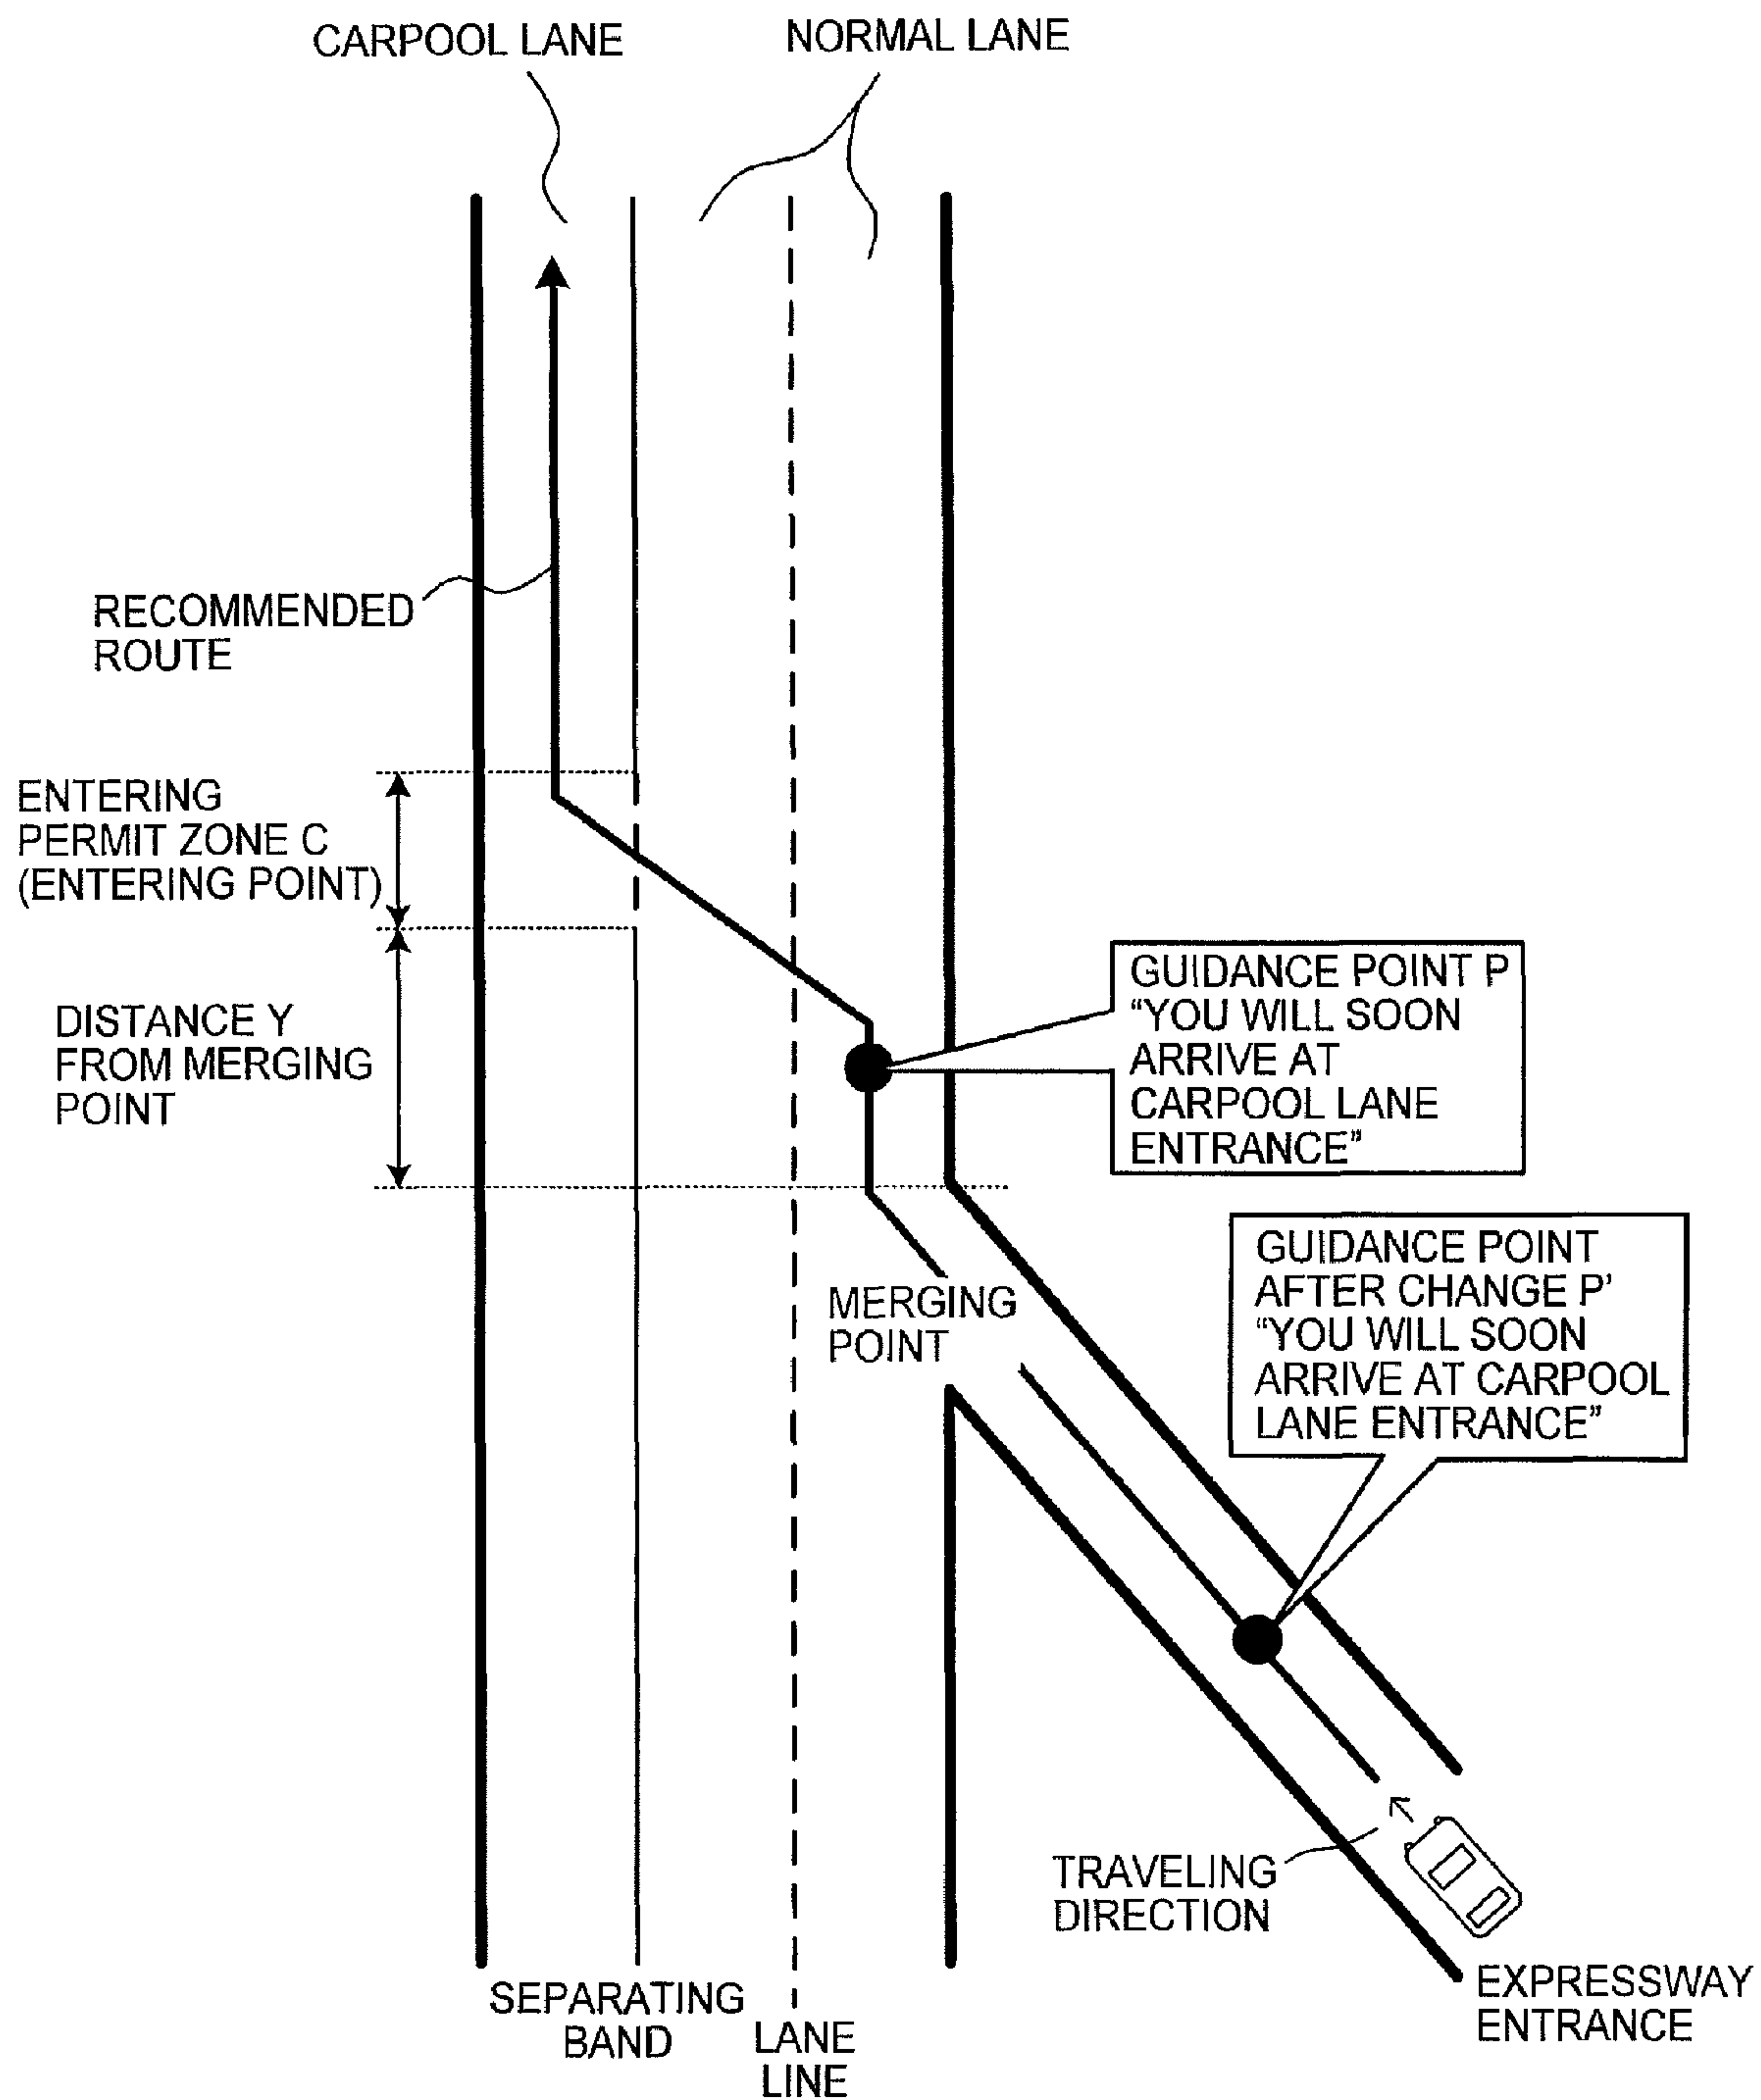 CARPOOL LANE
NORMAL LANE
RECOMMENDED
ROUTE
ENTERING
PERMIT ZONE C
(ENTERING POINT)
DISTANCE Y
FROM MERGING
POINT
GUIDANCE POINT P
“YOU WILL SOON
ARRIVE AT
CARPOOL LANE
ENTRANCE”
GUIDANCE POINT
AFTER CHANGE P'
“YOU WILL SOON
ARRIVE AT CARPOOL
LANE ENTRANCE”
MERGING
POINT
TRAVELING
DIRECTION
EXPRESSWAY
ENTRANCE
SEPARATING
BAND
LANE
LINE